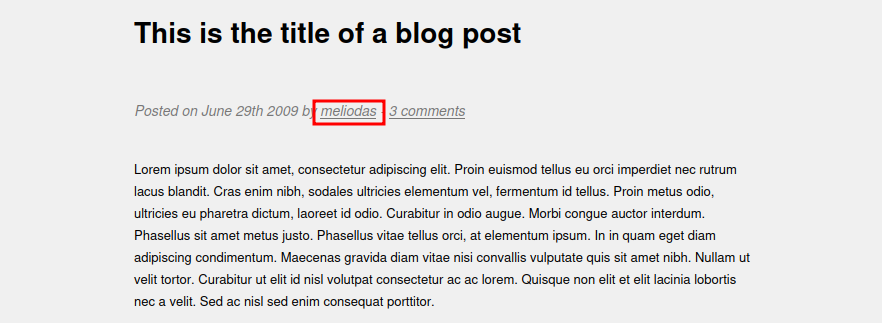 This is the title of a blog post
Posted on June 29th 2009 by meliodas - 3 comments
Lorem ipsum dolor sit amet, consectetur adipiscing elit. Proin euismod tellus eu orci imperdiet nec rutrum
lacus blandit. Cras enim nibh, sodales ultricies elementum vel, fermentum id tellus. Proin metus odio,
ultricies eu pharetra dictum, laoreet id odio. Curabitur in odio augue. Morbi congue auctor interdum.
Phasellus sit amet metus justo. Phasellus vitae tellus orci, at elementum ipsum. In in quam eget diam
adipiscing condimentum. Maecenas gravida diam vitae nisi convallis vulputate quis sit amet nibh. Nullam ut
velit tortor. Curabitur ut elit id nisl volutpat consectetur ac ac lorem. Quisque non elit et elit lacinia lobortis
nec a velit. Sed ac nisl sed enim consequat porttitor.